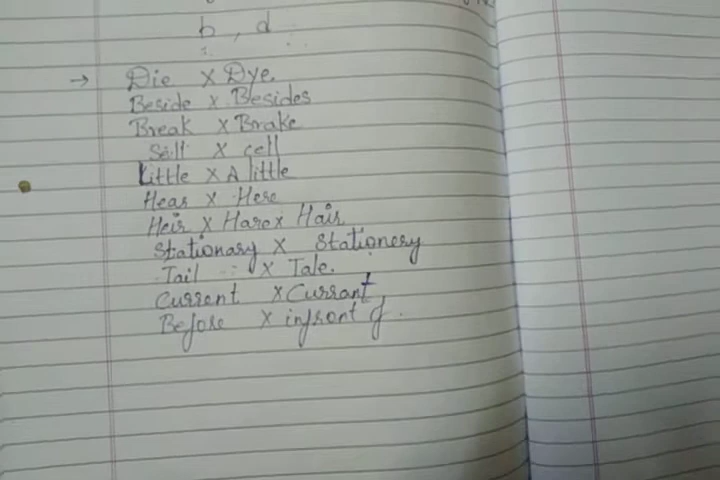 b , d
→ Die X Dye.
Beside X Besides
Break X Brake
Sell X cell
Little X A little
Hear X Here
Heir X Hare X Hair
Stationary X Stationery
Tail X Tale.
Current X Currant
Before X infront of.